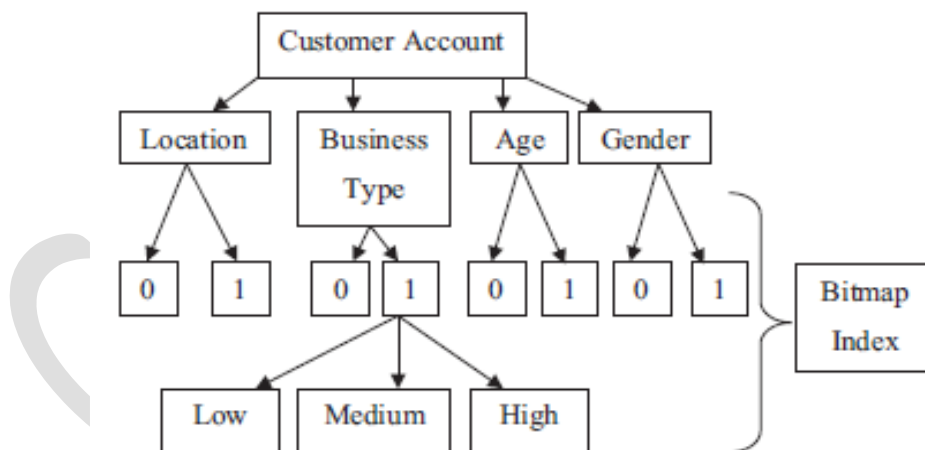 Customer Account
Location
Business
Type
Age
Gender
0
1
0
1
0
1
0
1
Bitmap
Index
Low
Medium
High